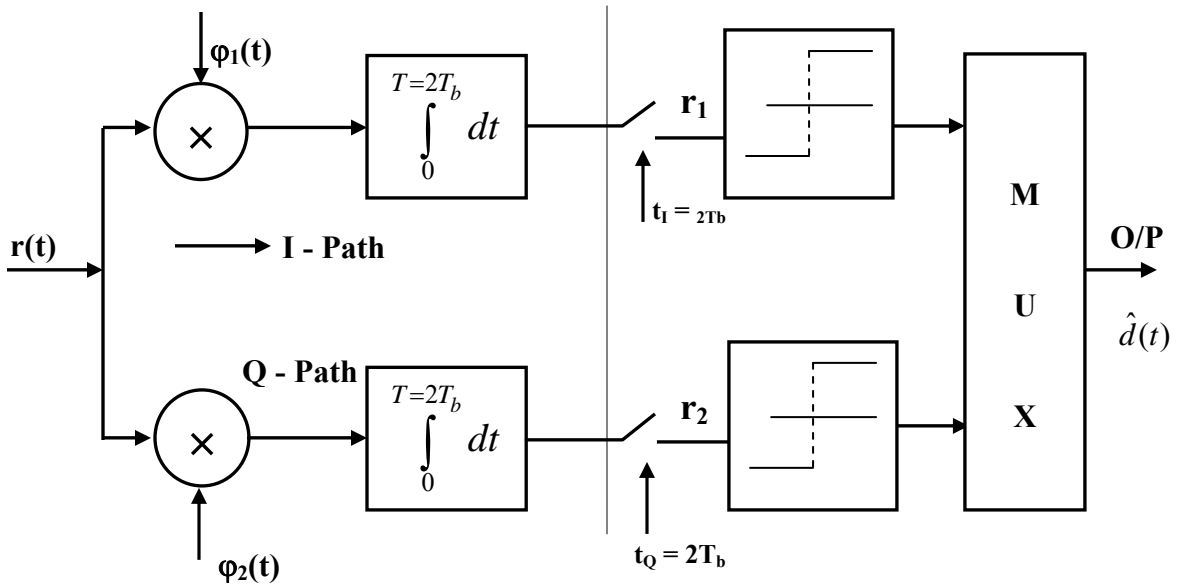 φ₁(t)
×
T=2T_b
∫ dt
0
r₁
t_I = 2Tb
I - Path
r(t)
M
U
X
O/P
d̂(t)
Q - Path
×
T=2T_b
∫ dt
0
r₂
t_Q = 2T_b
φ₂(t)